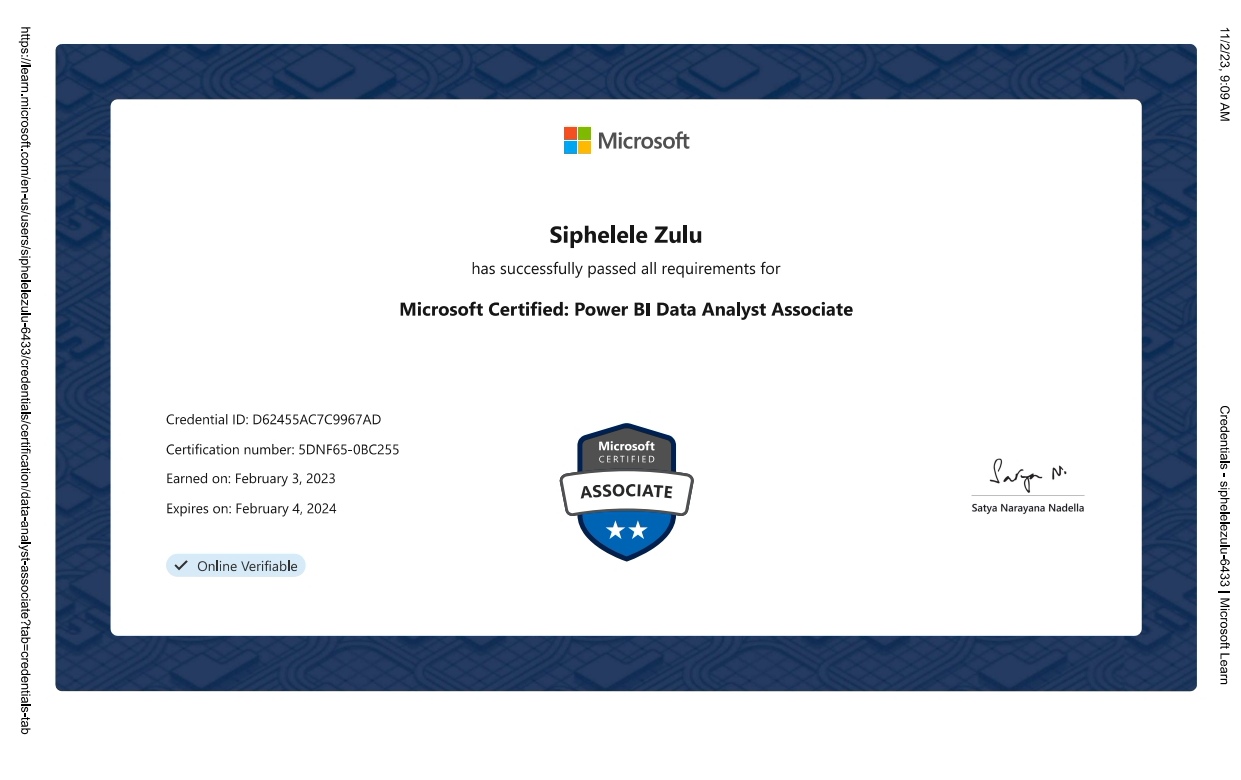 11/2/23, 9:09 AM
Credentials - siphelelezulu-6433 | Microsoft Learn
Microsoft
Siphelele Zulu
has successfully passed all requirements for
Microsoft Certified: Power BI Data Analyst Associate
Credential ID: D62455AC7C9967AD
Certification number: 5DNF65-0BC255
Earned on: February 3, 2023
Expires on: February 4, 2024
Online Verifiable
Microsoft
CERTIFIED
ASSOCIATE
Satya N.
Satya Narayana Nadella
https://learn.microsoft.com/en-us/users/siphelelezulu-6433/credentials/certification/data-analyst-associate?tab=credentials-tab